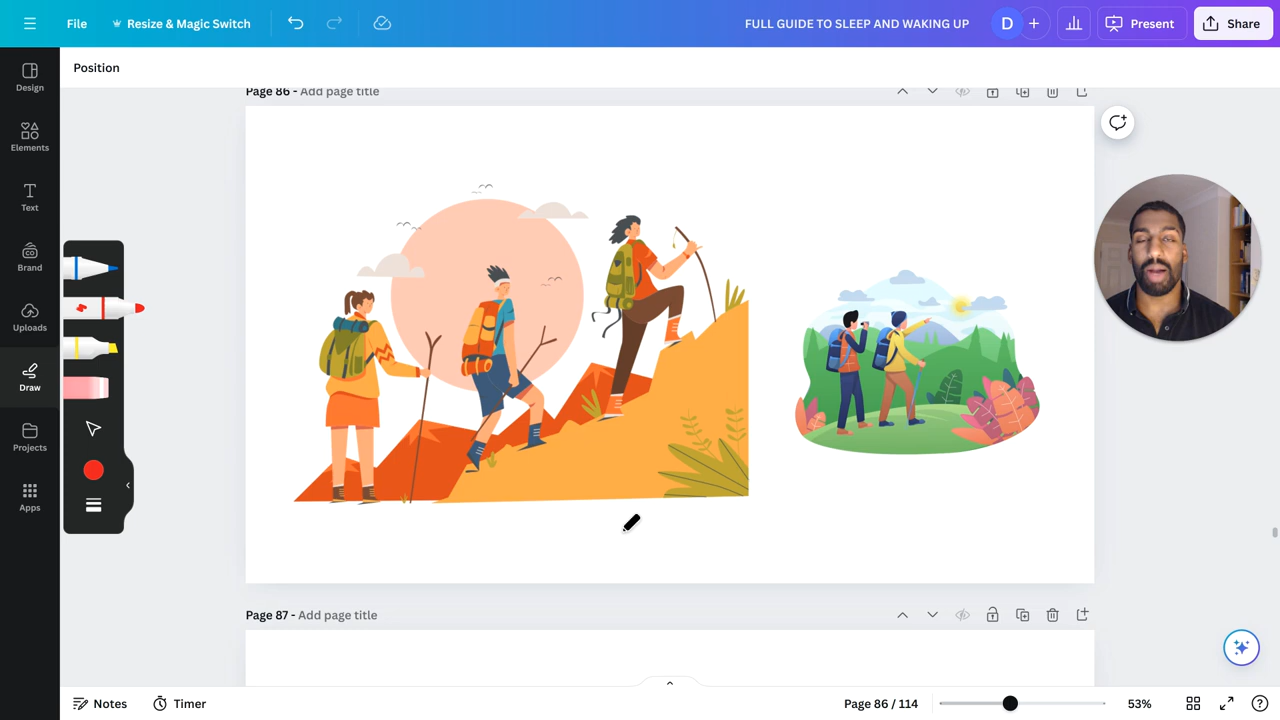 File
Resize & Magic Switch
FULL GUIDE TO SLEEP AND WAKING UP
D
Present
Share
Design
Elements
Text
Brand
Uploads
Draw
Projects
Apps
Position
Page 86 - Add page title
Page 87 - Add page title
Notes
Timer
Page 86 / 114
53%